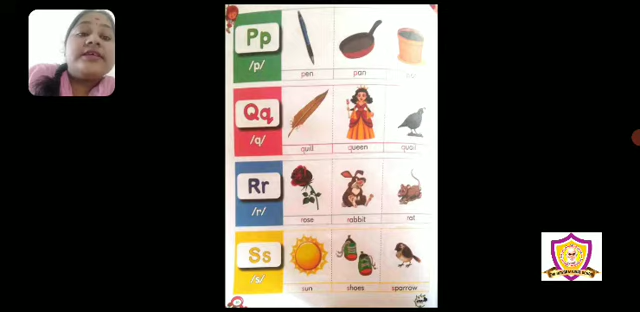 Pp
/p/
pen
pan
Qq
/q/
quill
queen
quail
Rr
/r/
rose
rabbit
rat
Ss
/s/
sun
shoes
sparrow